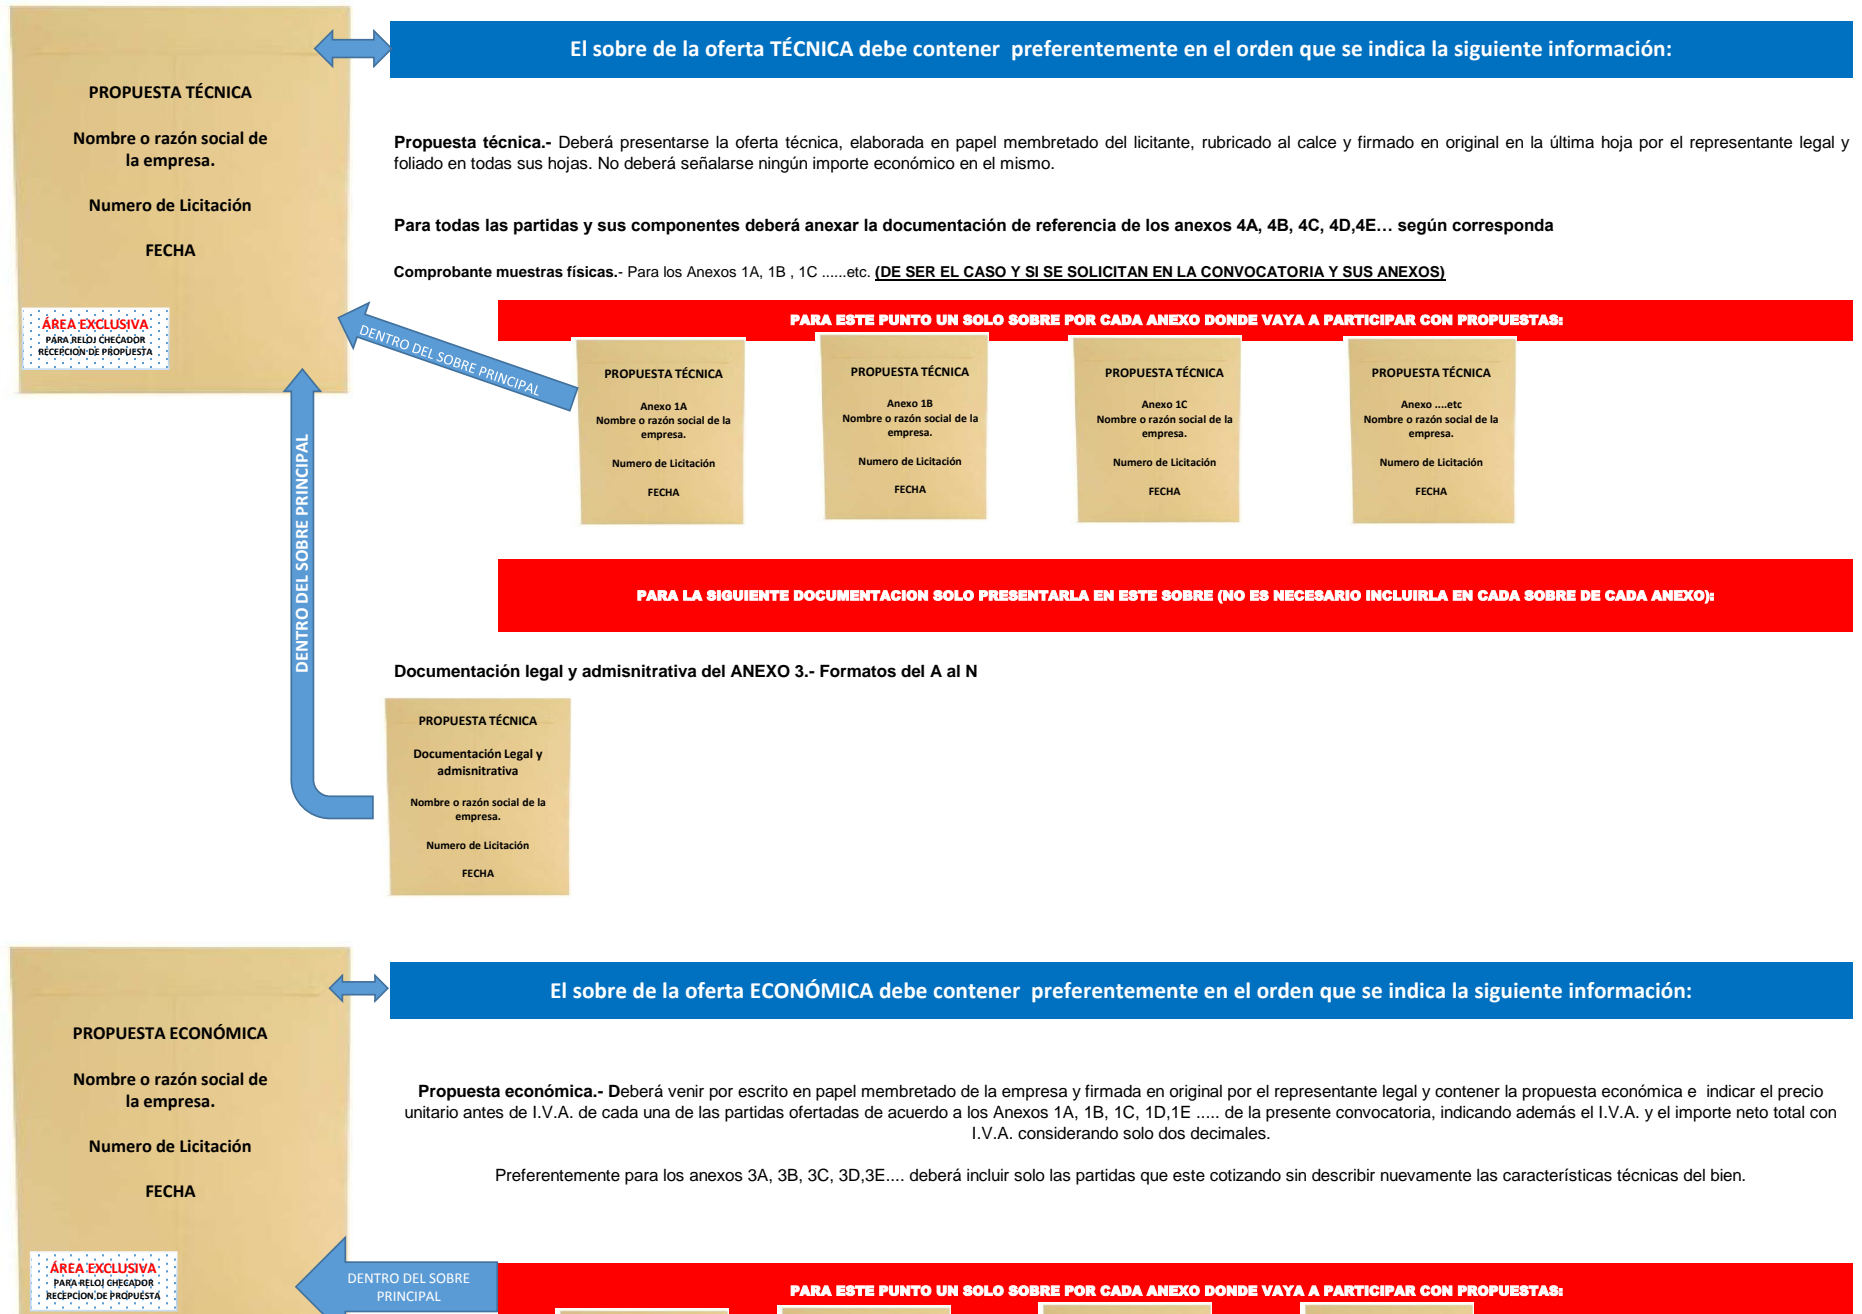 El sobre de la oferta TÉCNICA debe contener  preferentemente en el orden que se indica la siguiente información:
PROPUESTA TÉCNICA
Nombre o razón social de
la empresa.
Numero de Licitación
FECHA
ÁREA EXCLUSIVA
PARA RELOJ CHECADOR
RECEPCION DE PROPUESTA
Propuesta técnica.- Deberá presentarse la oferta técnica, elaborada en papel membretado del licitante, rubricado al calce y firmado en original en la última hoja por el representante legal y
foliado en todas sus hojas. No deberá señalarse ningún importe económico en el mismo.
Para todas las partidas y sus componentes deberá anexar la documentación de referencia de los anexos 4A, 4B, 4C, 4D,4E… según corresponda
Comprobante muestras físicas.- Para los Anexos 1A, 1B , 1C ......etc. (DE SER EL CASO Y SI SE SOLICITAN EN LA CONVOCATORIA Y SUS ANEXOS)
PARA ESTE PUNTO UN SOLO SOBRE POR CADA ANEXO DONDE VAYA A PARTICIPAR CON PROPUESTAS:
DENTRO DEL SOBRE PRINCIPAL
PROPUESTA TÉCNICA
Anexo 1A
Nombre o razón social de la
empresa.
Numero de Licitación
FECHA
PROPUESTA TÉCNICA
Anexo 1B
Nombre o razón social de la
empresa.
Numero de Licitación
FECHA
PROPUESTA TÉCNICA
Anexo 1C
Nombre o razón social de la
empresa.
Numero de Licitación
FECHA
PROPUESTA TÉCNICA
Anexo ....etc
Nombre o razón social de la
empresa.
Numero de Licitación
FECHA
DENTRO DEL SOBRE PRINCIPAL
PARA LA SIGUIENTE DOCUMENTACION SOLO PRESENTARLA EN ESTE SOBRE (NO ES NECESARIO INCLUIRLA EN CADA SOBRE DE CADA ANEXO):
Documentación legal y admisnitrativa del ANEXO 3.- Formatos del A al N
PROPUESTA TÉCNICA
Documentación Legal y
admisnitrativa
Nombre o razón social de la
empresa.
Numero de Licitación
FECHA
El sobre de la oferta ECONÓMICA debe contener  preferentemente en el orden que se indica la siguiente información:
PROPUESTA ECONÓMICA
Nombre o razón social de
la empresa.
Numero de Licitación
FECHA
ÁREA EXCLUSIVA
PARA RELOJ CHECADOR
RECEPCION DE PROPUESTA
Propuesta económica.- Deberá venir por escrito en papel membretado de la empresa y firmada en original por el representante legal y contener la propuesta económica e  indicar el precio
unitario antes de I.V.A. de cada una de las partidas ofertadas de acuerdo a los Anexos 1A, 1B, 1C, 1D,1E ..... de la presente convocatoria, indicando además el I.V.A. y el importe neto total con
I.V.A. considerando solo dos decimales.
Preferentemente para los anexos 3A, 3B, 3C, 3D,3E.... deberá incluir solo las partidas que este cotizando sin describir nuevamente las características técnicas del bien.
DENTRO DEL SOBRE
PRINCIPAL
PARA ESTE PUNTO UN SOLO SOBRE POR CADA ANEXO DONDE VAYA A PARTICIPAR CON PROPUESTAS: